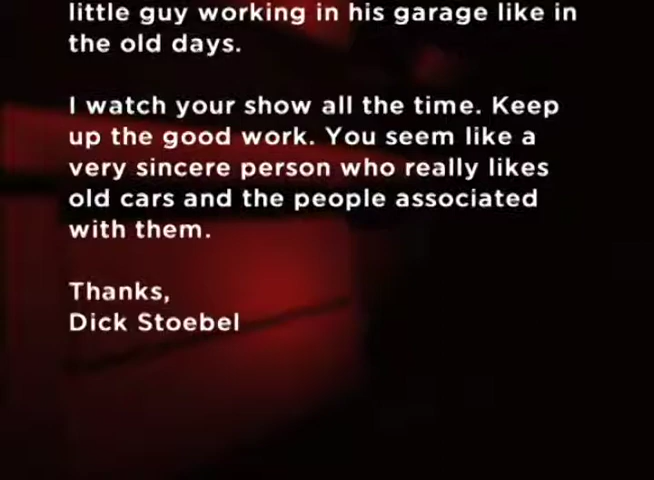 little guy working in his garage like in
the old days.
I watch your show all the time. Keep
up the good work. You seem like a
very sincere person who really likes
old cars and the people associated
with them.
Thanks,
Dick Stoebel